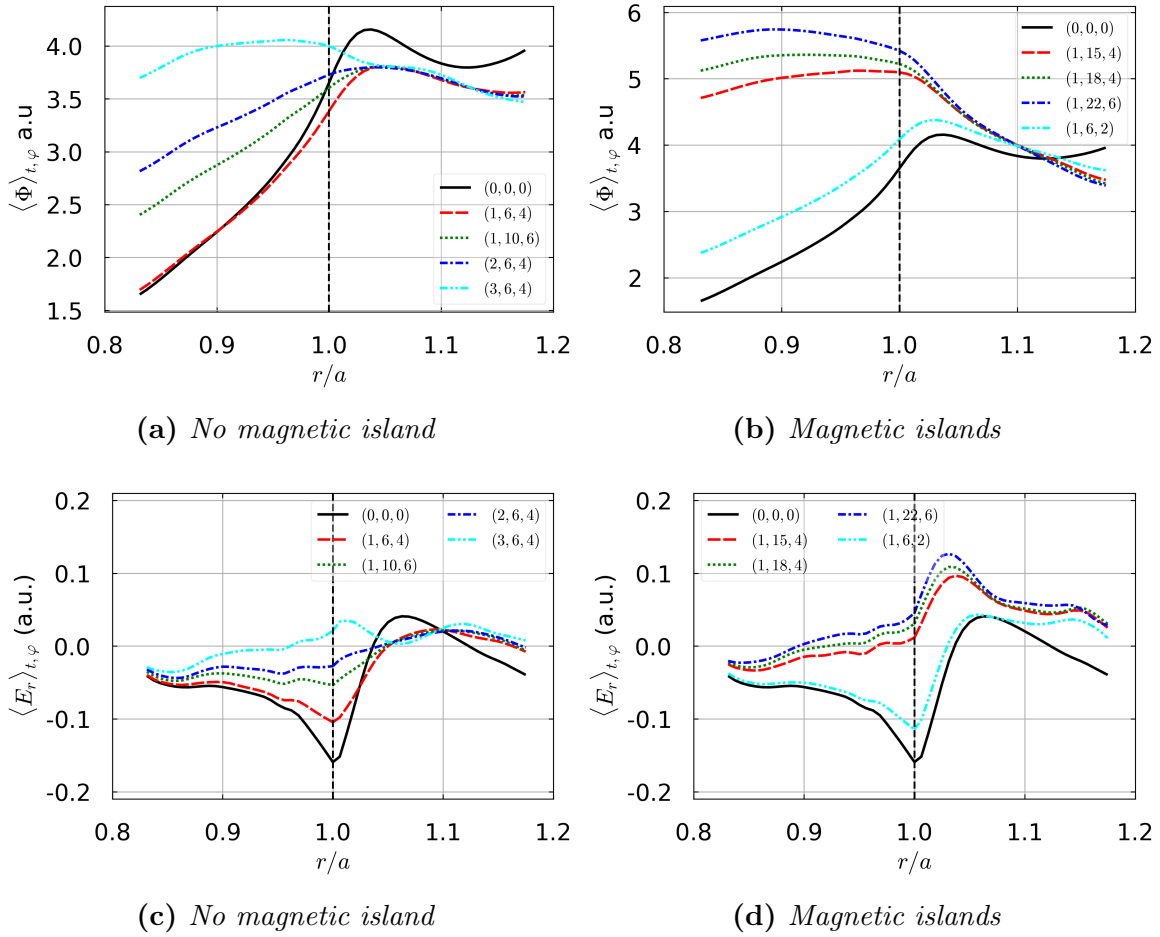 4.0
3.5
3.0
2.5
2.0
1.5
⟨Φ⟩t,φ a.u
(0, 0, 0)
(1, 6, 4)
(1, 10, 6)
(2, 6, 4)
(3, 6, 4)
0.8 0.9 1.0 1.1 1.2
r/a
(a) No magnetic island
6
5
4
3
2
⟨Φ⟩t,φ a.u
(0, 0, 0)
(1, 15, 4)
(1, 18, 4)
(1, 22, 6)
(1, 6, 2)
0.8 0.9 1.0 1.1 1.2
r/a
(b) Magnetic islands
0.2
0.1
0.0
-0.1
-0.2
⟨Er⟩t,φ (a.u.)
(0, 0, 0) (2, 6, 4)
(1, 6, 4) (3, 6, 4)
(1, 10, 6)
0.8 0.9 1.0 1.1 1.2
r/a
(c) No magnetic island
0.2
0.1
0.0
-0.1
-0.2
⟨Er⟩t,φ (a.u.)
(0, 0, 0) (1, 22, 6)
(1, 15, 4) (1, 6, 2)
(1, 18, 4)
0.8 0.9 1.0 1.1 1.2
r/a
(d) Magnetic islands